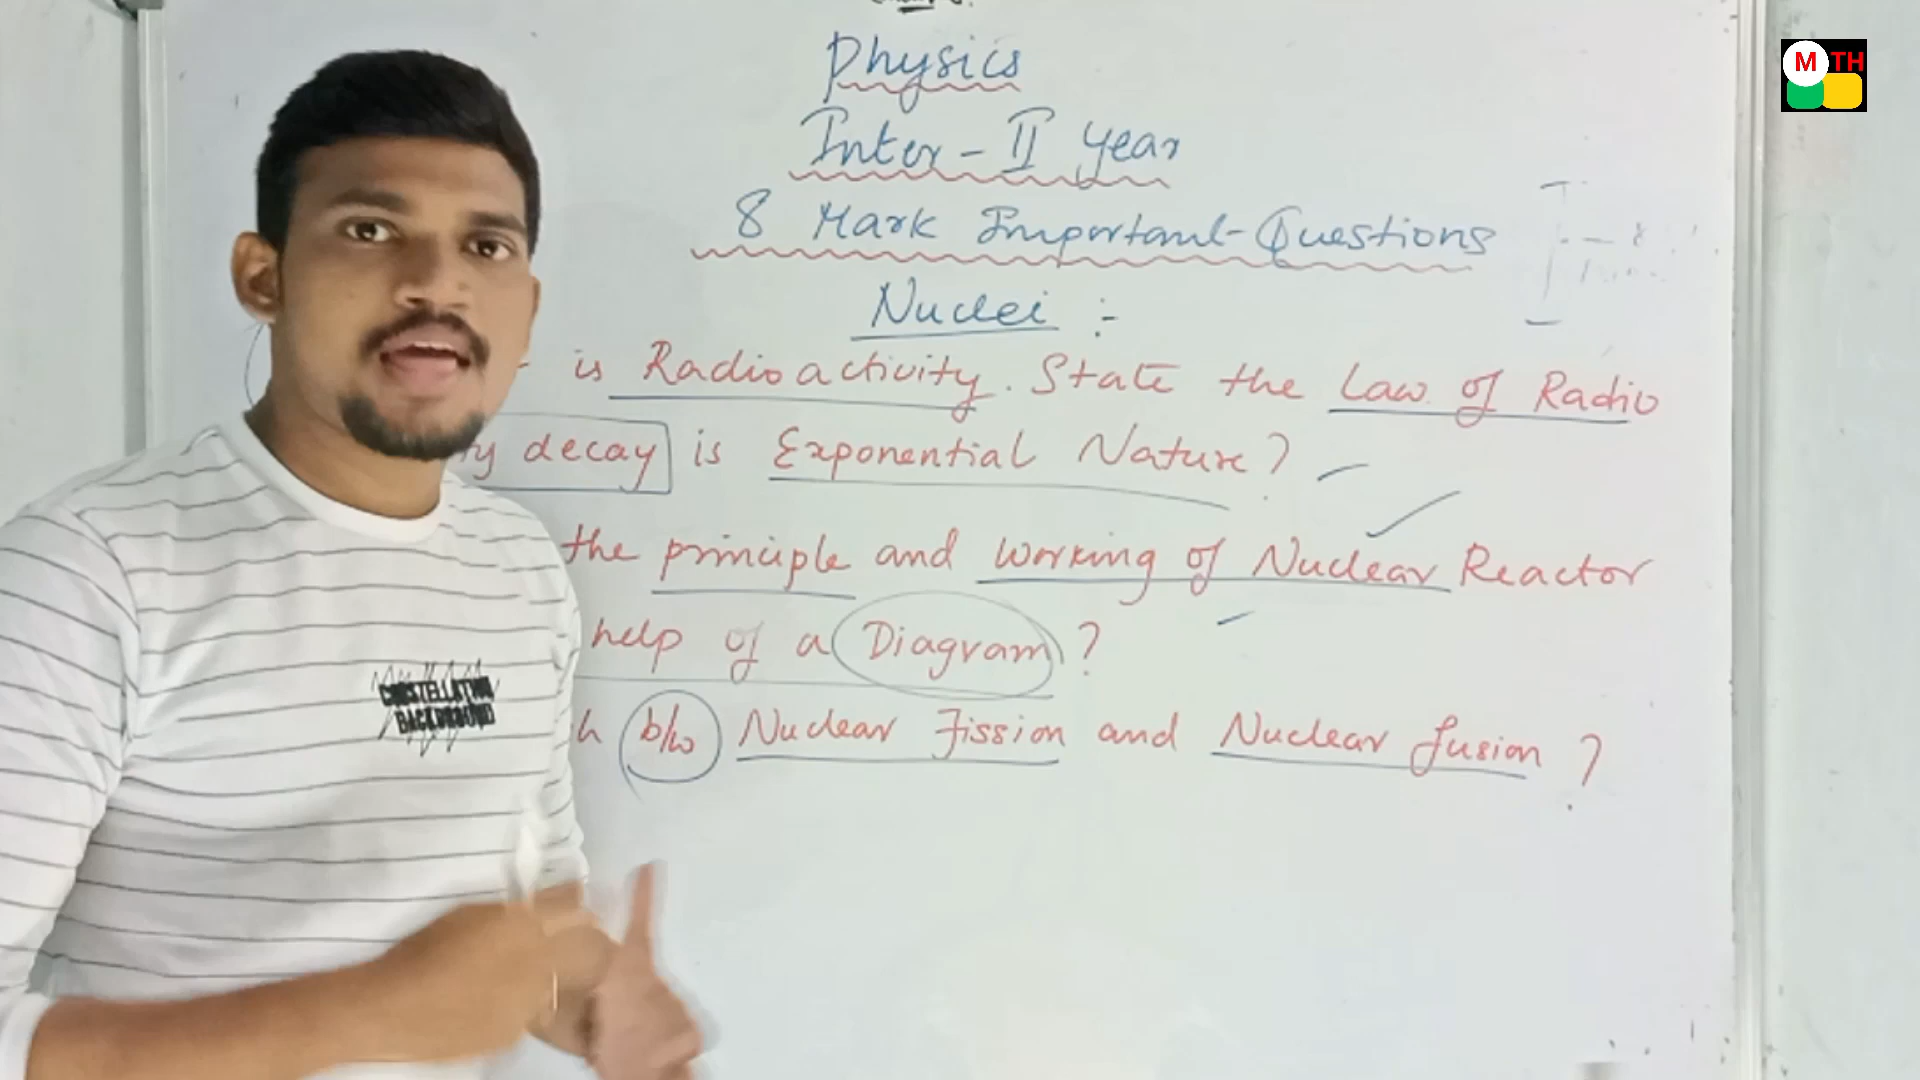 Physics
Inter - II year
8 Mark Important Questions
Nuclei :-
is Radioactivity. State the Law of Radio
decay is Exponential Nature?
the principle and working of Nuclear Reactor
help of a Diagram ?
b/w Nuclear Fission and Nuclear fusion ?
CONSTELLATION
BACKGROUND
M TH